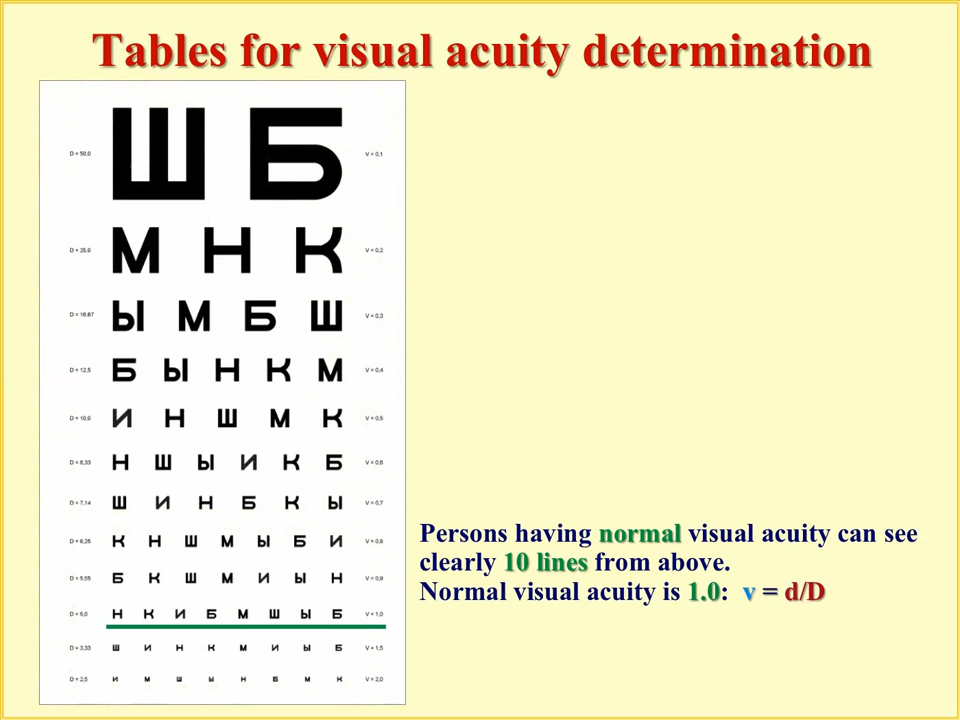 Tables for visual acuity determination
D = 50,0 Ш Б V = 0,1
D = 25,0 М Н К V = 0,2
D = 16,67 Ы М Б Ш V = 0,3
D = 12,5 Б Ы Н К М V = 0,4
D = 10,0 И Н Ш М К V = 0,5
D = 8,33 Н Ш Ы И К Б V = 0,6
D = 7,14 Ш И Н Б К Ы V = 0,7
D = 6,25 К Н Ш М Ы Б И V = 0,8
D = 5,55 Б К Ш М И Ы Н V = 0,9
D = 5,0 Н К И Б М Ш Ы Б V = 1,0
D = 3,33 Ш И Н К М И Ы Б V = 1,5
D = 2,5 И М Ш Ы Н Б М К V = 2,0
Persons having normal visual acuity can see
clearly 10 lines from above.
Normal visual acuity is 1.0: v = d/D